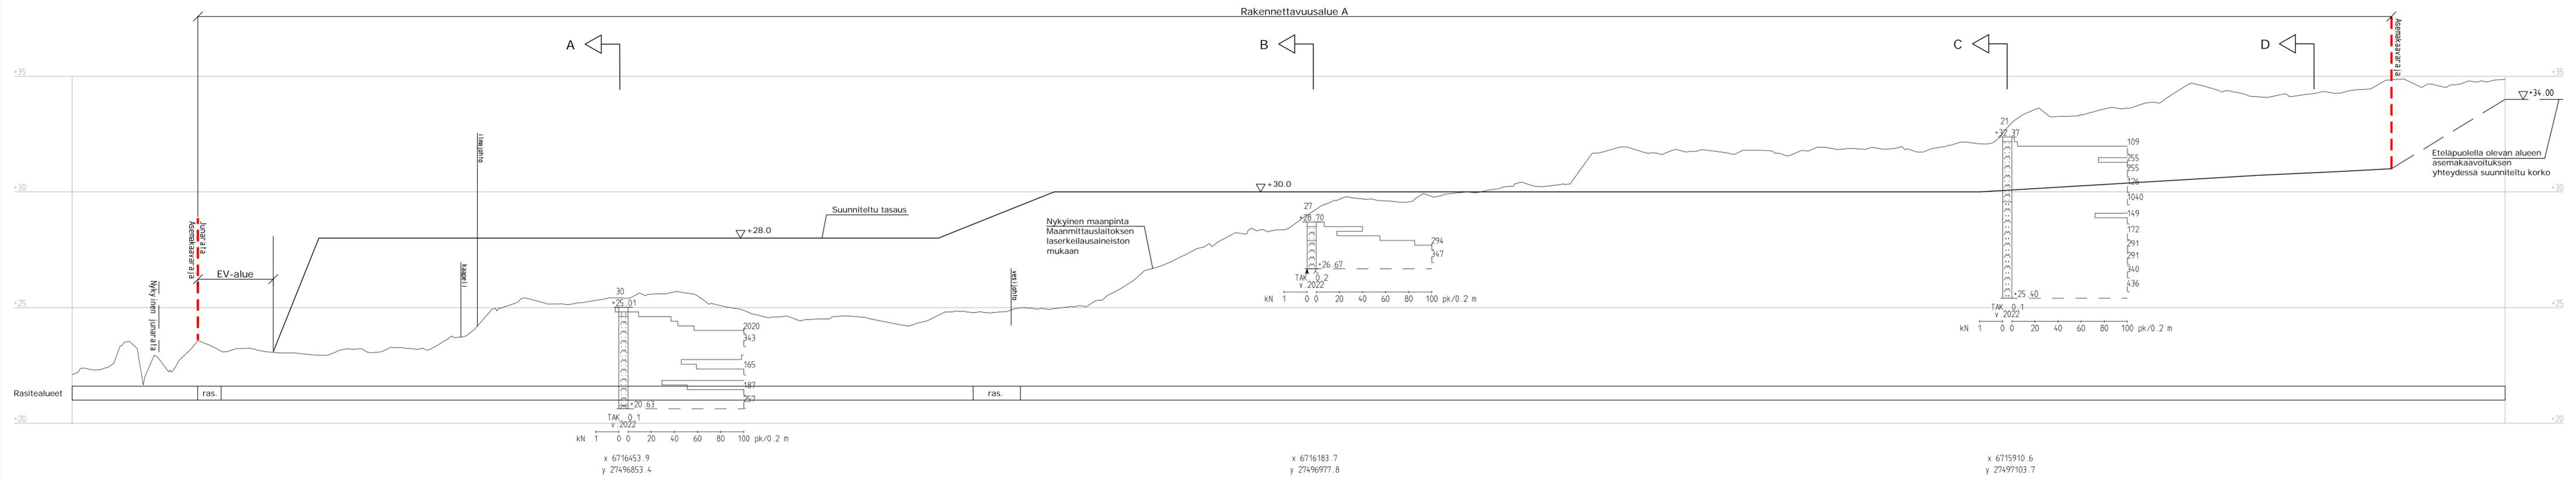 Rakennettavuusalue A
A
B
C
D
Asemakaavaraja
+35
+35
+34.00
Eteläpuolella olevan alueen
asemakaavoituksen
yhteydessä suunniteltu korko
+30
+30
ilmajohto
Asemakaavaraja
Junarata
EV-alue
Nykyinen junarata
kaapeli
+28.0
Suunniteltu tasaus
vesijohto
Nykyinen maanpinta
Maanmittauslaitoksen
laserkeilausaineiston
mukaan
+30.0
+25
+25
30
+25.01
2020
343
165
187
257
+20.63
TAK 0.1
v.2022
kN 1 0 0 20 40 60 80 100 pk/0.2 m
27
+28.70
294
347
+26.67
TAK 0.2
v.2022
kN 1 0 0 20 40 60 80 100 pk/0.2 m
21
+32.37
109
255
255
126
1040
149
172
291
291
340
436
+25.40
TAK 0.1
v.2022
kN 1 0 0 20 40 60 80 100 pk/0.2 m
Rasitealueet
ras.
ras.
+20
+20
x 6716453.9
y 27496853.4
x 6716183.7
y 27496977.8
x 6715910.6
y 27497103.7